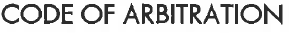 CODE OF ARBITRATION